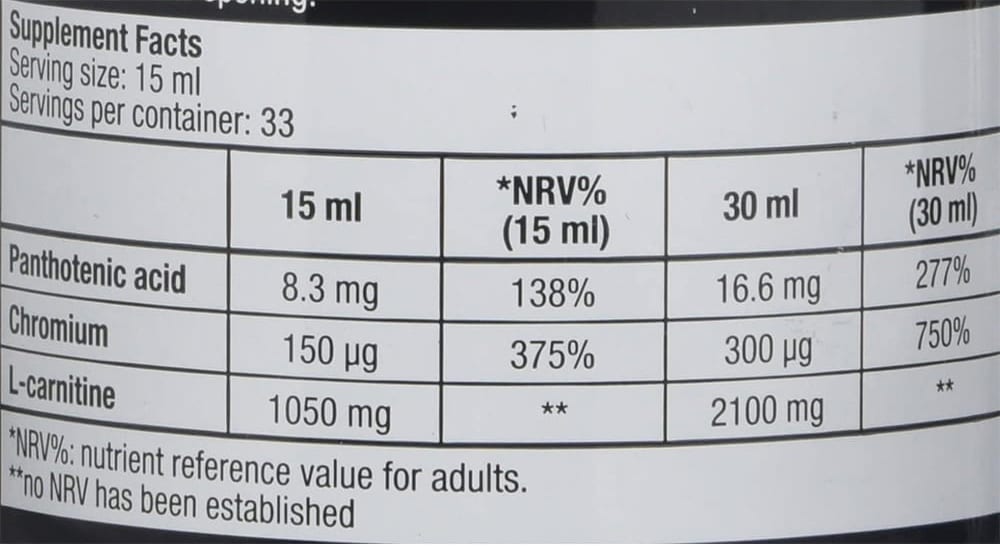 Supplement Facts
Serving size: 15 ml
Servings per container: 33
15 ml *NRV% (15 ml) 30 ml *NRV% (30 ml)
Panthotenic acid 8.3 mg 138% 16.6 mg 277%
Chromium 150 µg 375% 300 µg 750%
L-carnitine 1050 mg ** 2100 mg **
*NRV%: nutrient reference value for adults.
**no NRV has been established